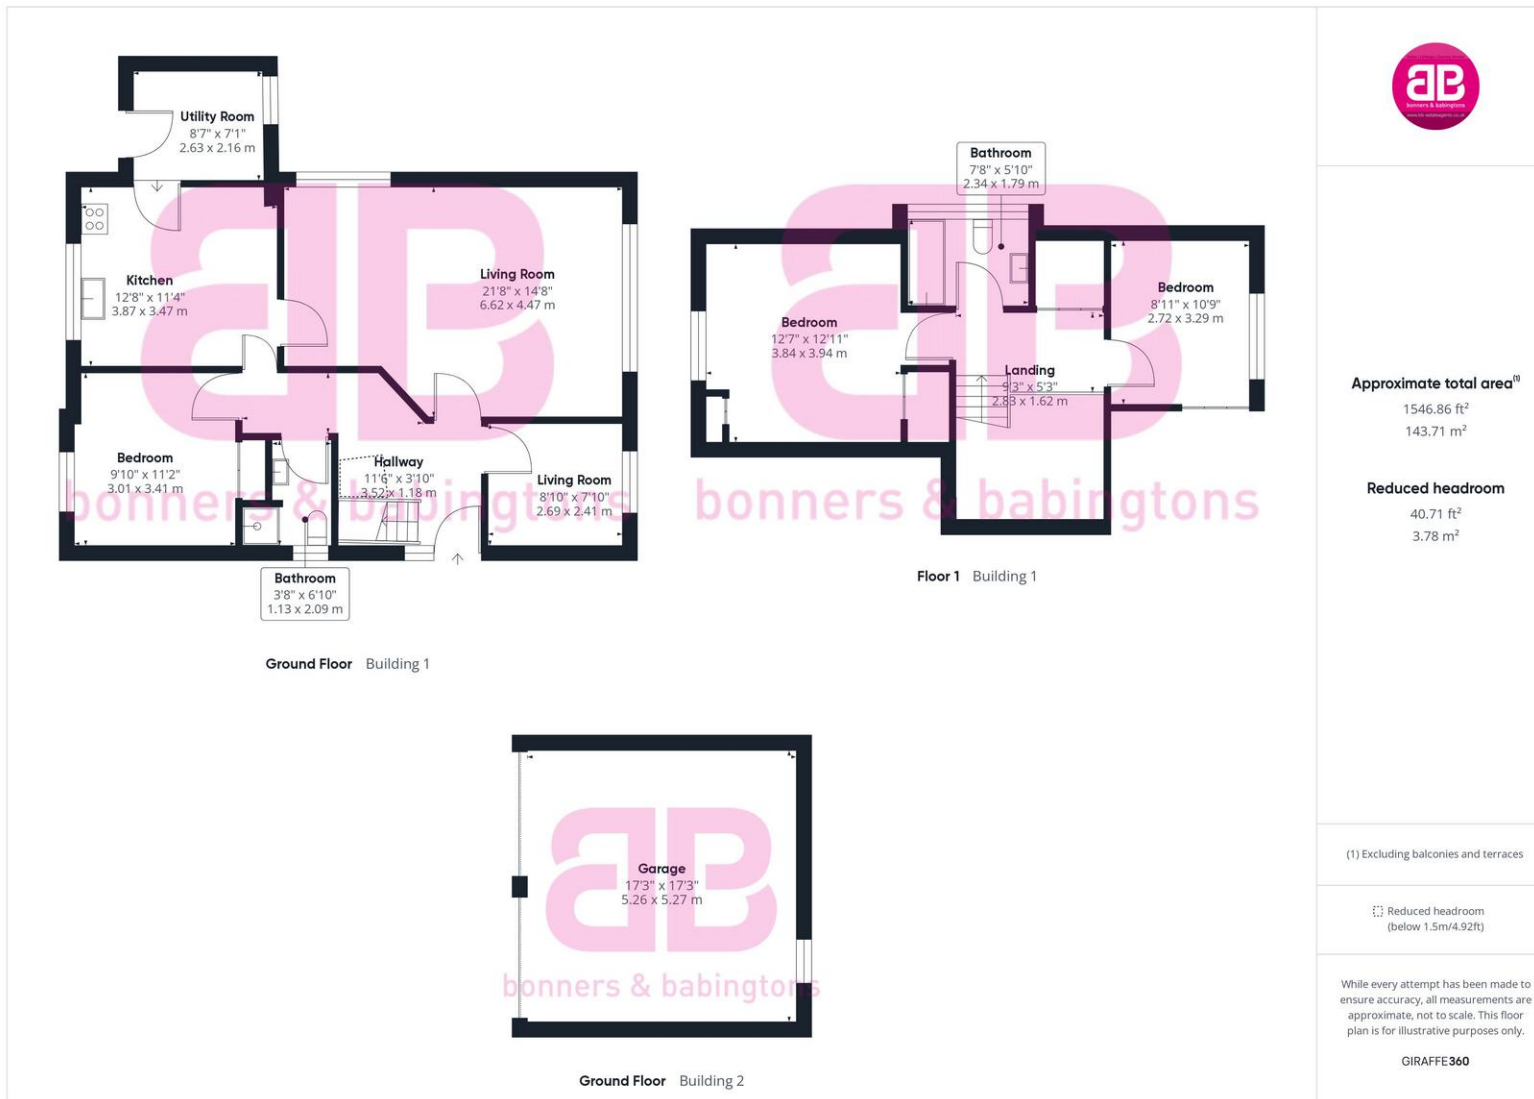 Utility Room
8'7" x 7'1"
2.63 x 2.16 m
Kitchen
12'8" x 11'4"
3.87 x 3.47 m
Living Room
21'8" x 14'8"
6.62 x 4.47 m
Bedroom
9'10" x 11'2"
3.01 x 3.41 m
Hallway
11'6" x 3'10"
3.52 x 1.18 m
Living Room
8'10" x 7'10"
2.69 x 2.41 m
bonners & babingtons
Bathroom
3'8" x 6'10"
1.13 x 2.09 m
Ground Floor Building 1
Bathroom
7'8" x 5'10"
2.34 x 1.79 m
Bedroom
12'7" x 12'11"
3.84 x 3.94 m
Bedroom
8'11" x 10'9"
2.72 x 3.29 m
Landing
9'3" x 5'3"
2.83 x 1.62 m
bonners & babingtons
Floor 1 Building 1
Garage
17'3" x 17'3"
5.26 x 5.27 m
bonners & babingtons
Ground Floor Building 2
bonners & babingtons
Approximate total area(1)
1546.86 ft²
143.71 m²
Reduced headroom
40.71 ft²
3.78 m²
(1) Excluding balconies and terraces
Reduced headroom
(below 1.5m/4.92ft)
While every attempt has been made to
ensure accuracy, all measurements are
approximate, not to scale. This floor
plan is for illustrative purposes only.
GIRAFFE360